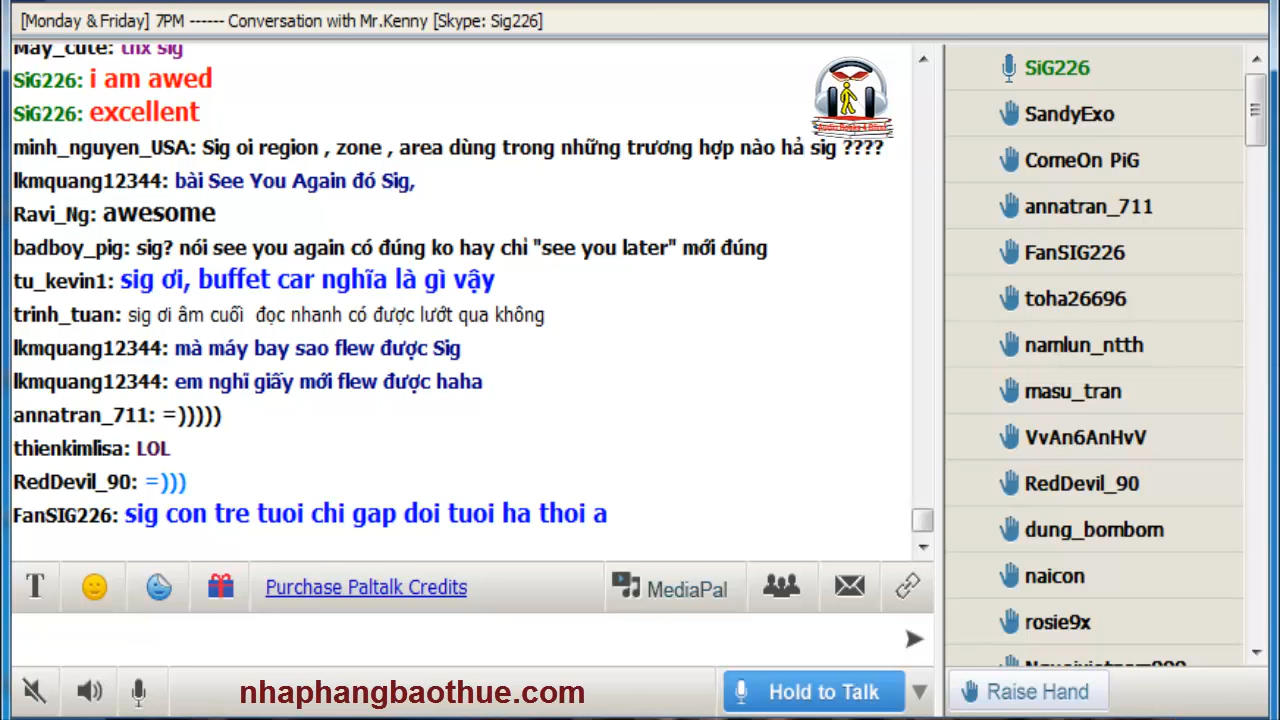 [Monday & Friday] 7PM ------ Conversation with Mr.Kenny [Skype: Sig226]
May_cute: thx sig
SiG226: i am awed
SiG226: excellent
minh_nguyen_USA: Sig oi region , zone , area dùng trong những trương hợp nào hả sig ????
lkmquang12344: bài See You Again đó Sig,
Ravi_Ng: awesome
badboy_pig: sig? nói see you again có đúng ko hay chỉ "see you later" mới đúng
tu_kevin1: sig ơi, buffet car nghĩa là gì vậy
trinh_tuan: sig ơi âm cuối đọc nhanh có được lướt qua không
lkmquang12344: mà máy bay sao flew được Sig
lkmquang12344: em nghĩ giấy mới flew được haha
annatran_711: =)))))
thienkimlisa: LOL
RedDevil_90: =)))
FanSIG226: sig con tre tuoi chi gap doi tuoi ha thoi a
T
Purchase Paltalk Credits
MediaPal
nhaphangbaothue.com
Hold to Talk
SiG226
SandyExo
ComeOn PiG
annatran_711
FanSIG226
toha26696
namlun_ntth
masu_tran
VvAn6AnHvV
RedDevil_90
dung_bombom
naicon
rosie9x
Raise Hand